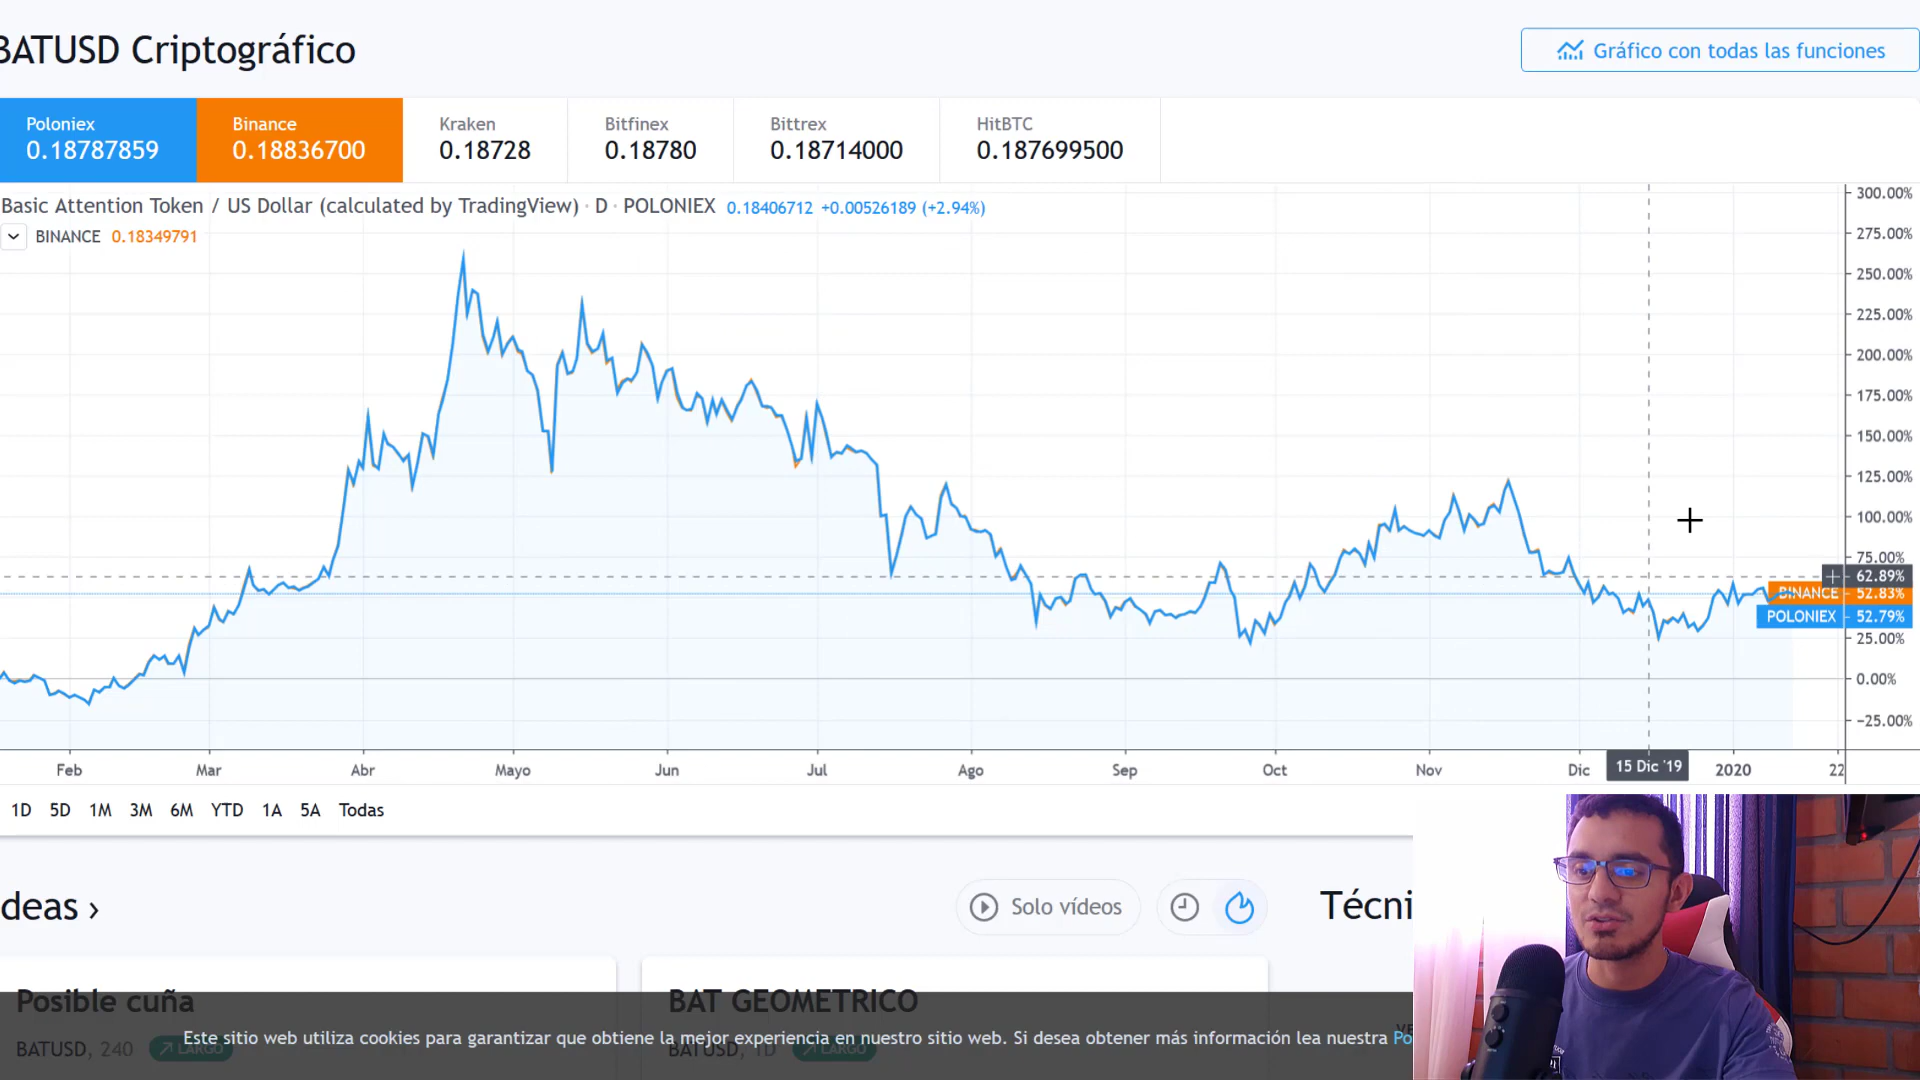 BATUSD Criptográfico
Gráfico con todas las funciones
Poloniex
0.18787859
Binance
0.18836700
Kraken
0.18728
Bitfinex
0.18780
Bittrex
0.18714000
HitBTC
0.187699500
Basic Attention Token / US Dollar (calculated by TradingView) · D · POLONIEX 0.18406712 +0.00526189 (+2.94%)
BINANCE 0.18349791
300.00%
275.00%
250.00%
225.00%
200.00%
175.00%
150.00%
125.00%
100.00%
75.00%
62.89%
BINANCE 52.83%
POLONIEX 52.79%
25.00%
0.00%
−25.00%
Feb Mar Abr Mayo Jun Jul Ago Sep Oct Nov Dic 15 Dic '19 2020 22
1D 5D 1M 3M 6M YTD 1A 5A Todas
deas ›
Solo vídeos
Técni
Posible cuña
BAT GEOMETRICO
Este sitio web utiliza cookies para garantizar que obtiene la mejor experiencia en nuestro sitio web. Si desea obtener más información lea nuestra Po
BATUSD, 240 LARGO
BATUSD, 1D LARGO